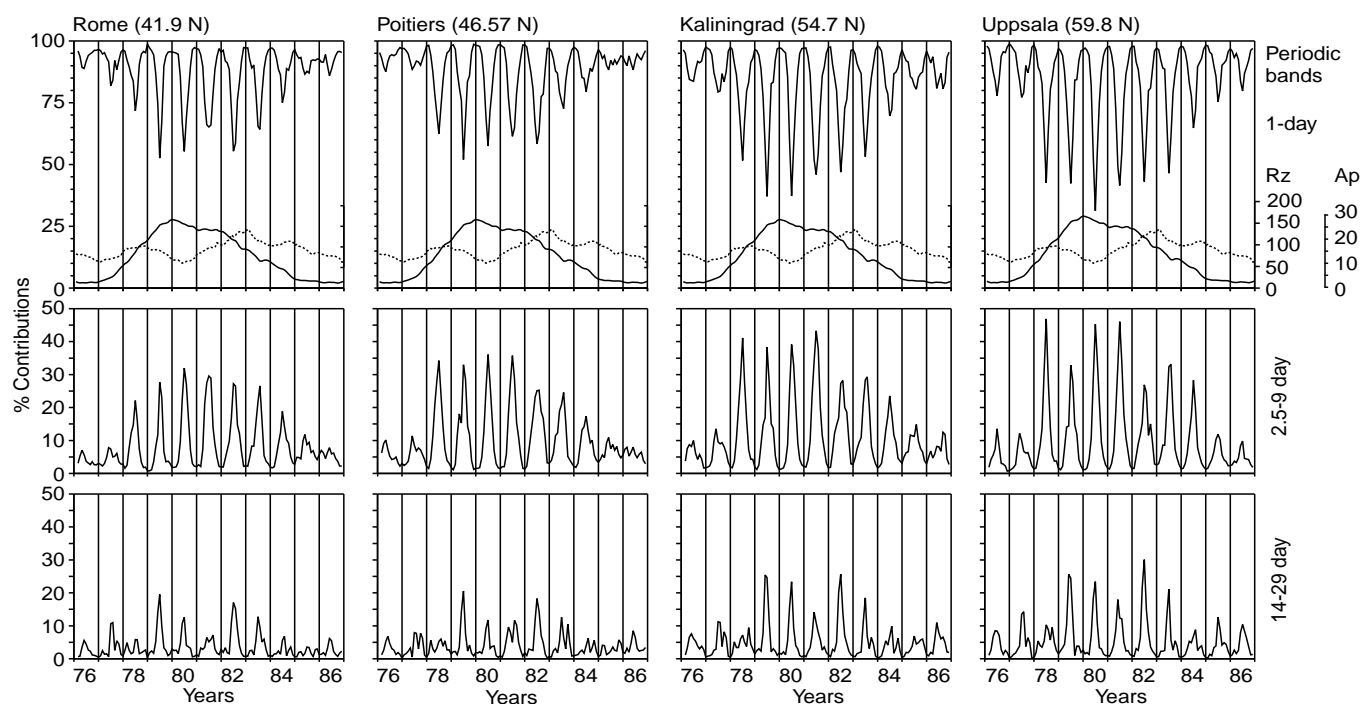 Rome (41.9 N) Poitiers (46.57 N) Kaliningrad (54.7 N) Uppsala (59.8 N)
100
75
50
25
0
Periodic
bands
1-day
Rz Ap
200
150
100
50
0
30
20
10
0
% Contributions
50
40
30
20
10
0
2.5-9 day
50
40
30
20
10
0
14-29 day
76 78 80 82 84 86 76 78 80 82 84 86 76 78 80 82 84 86 76 78 80 82 84 86
Years Years Years Years